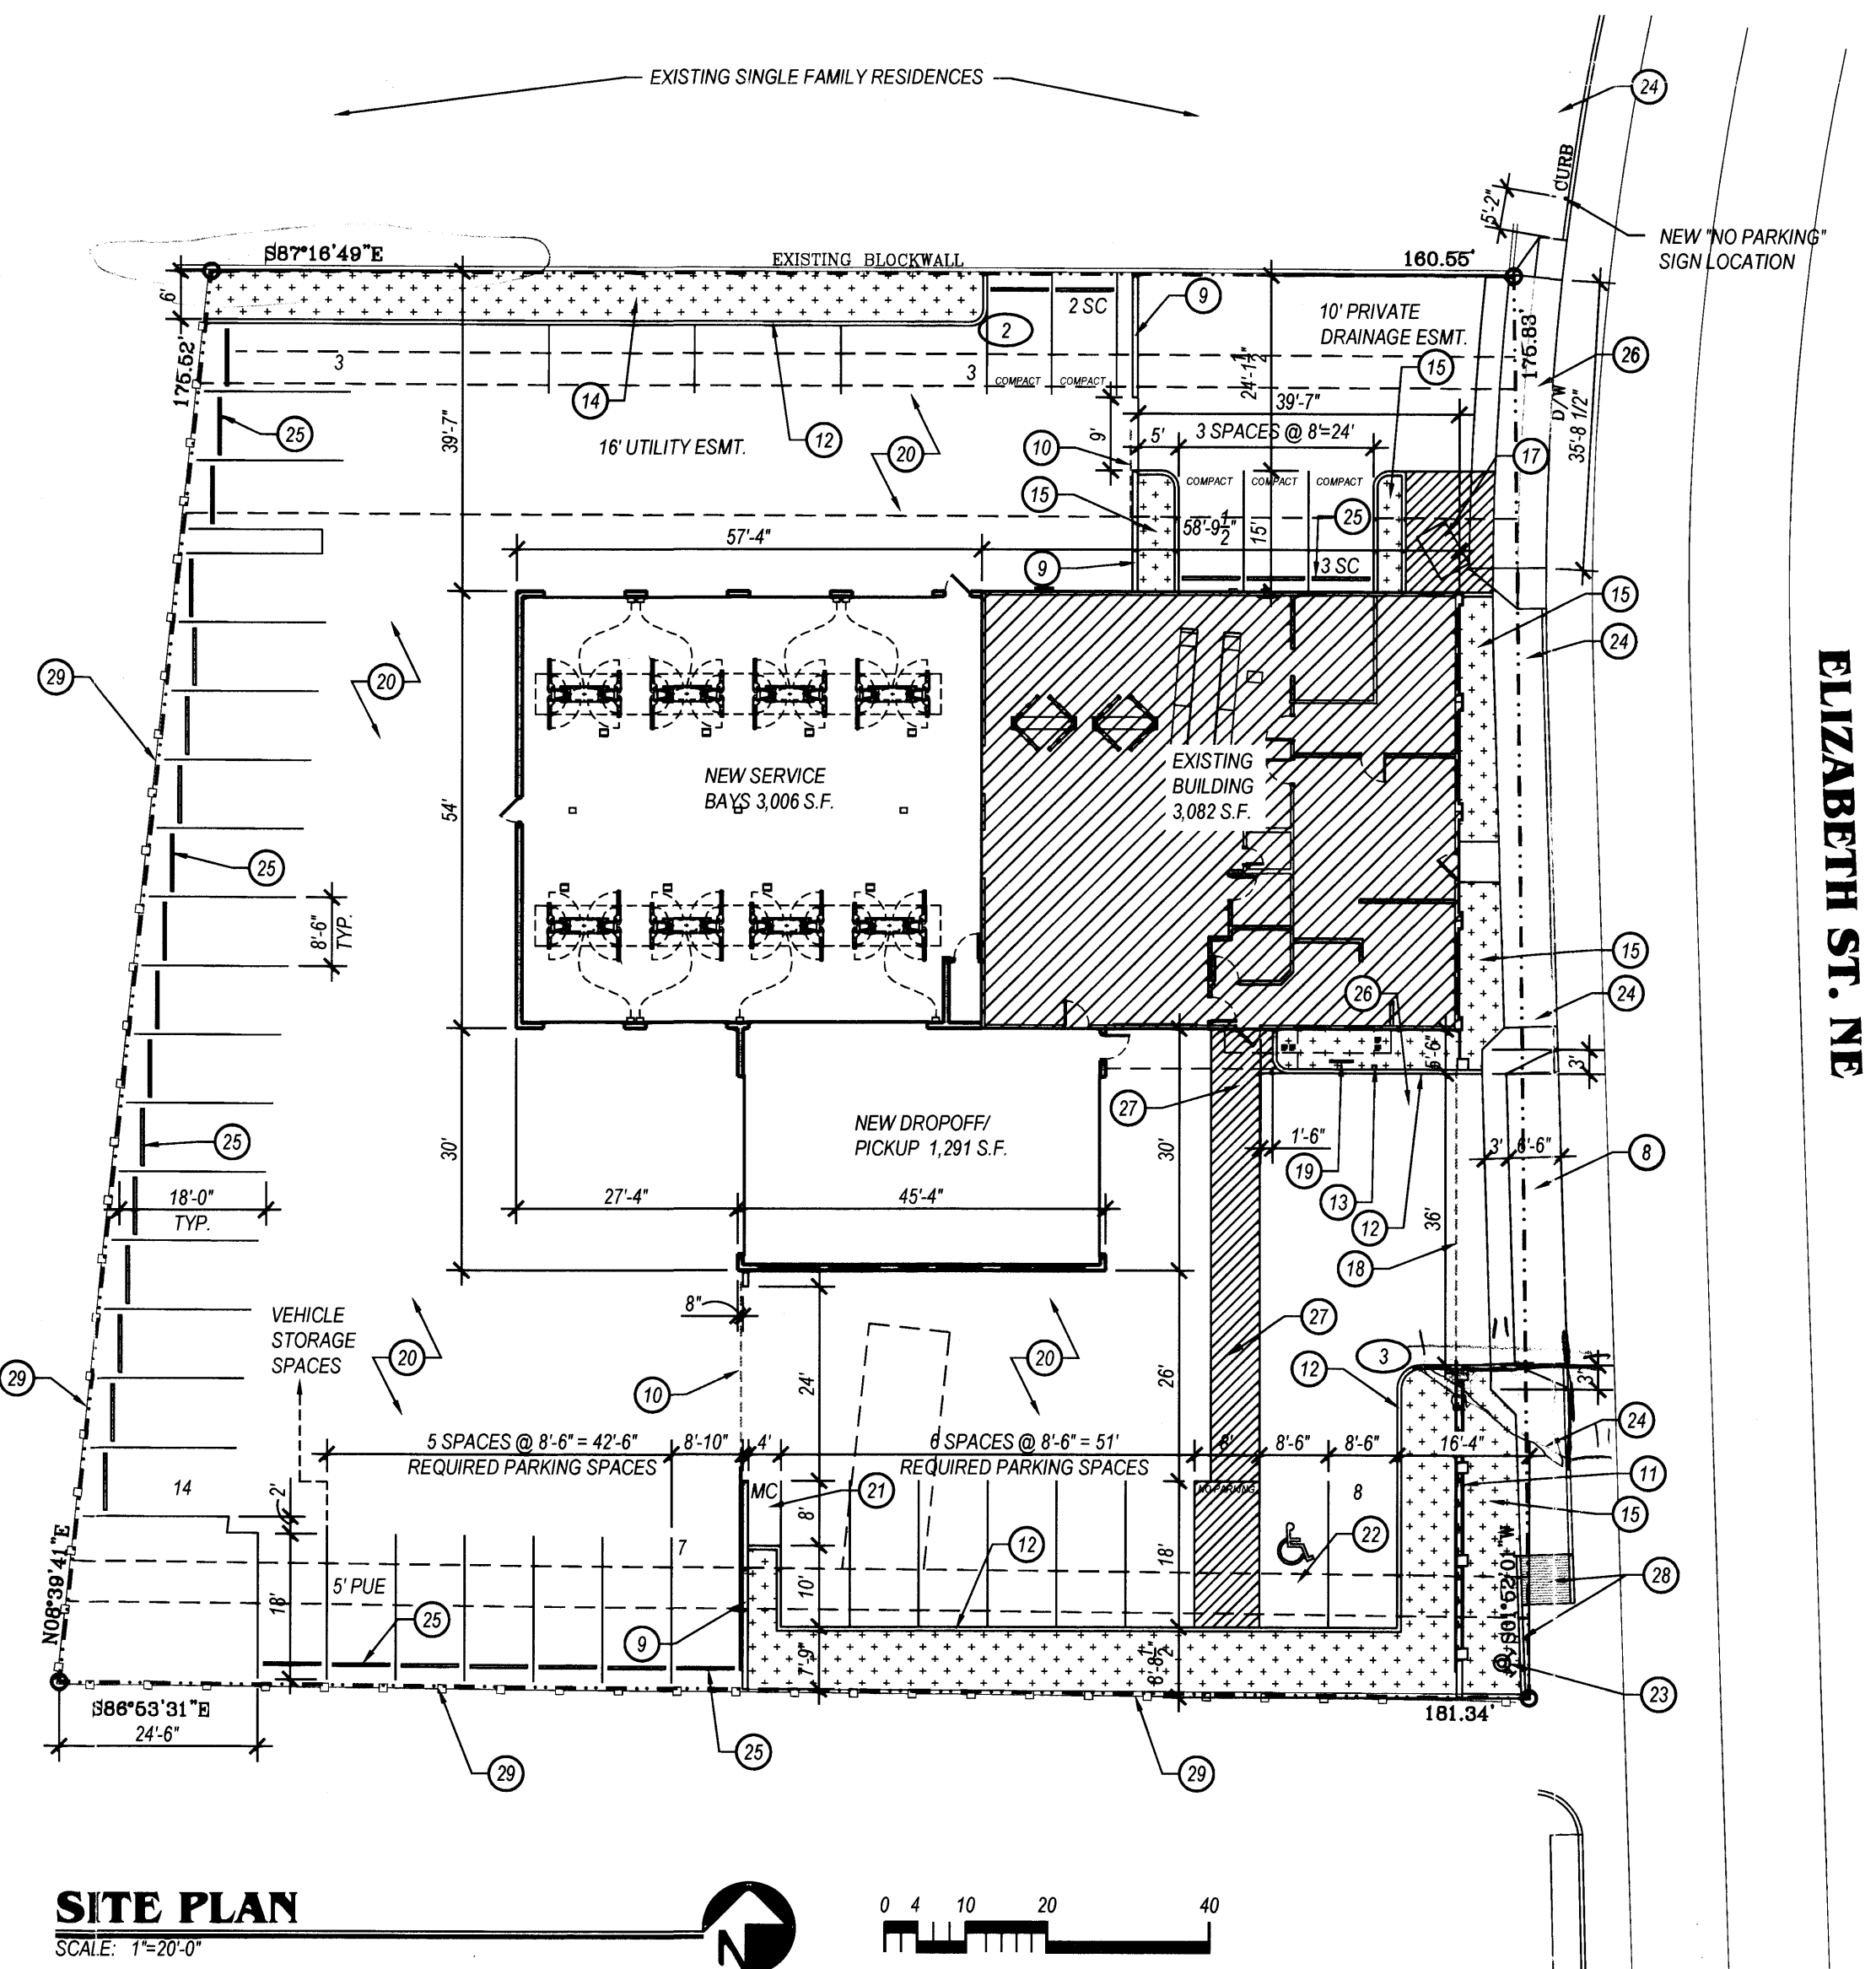 EXISTING SINGLE FAMILY RESIDENCES
24
CURB
5'-2"
NEW "NO PARKING"
SIGN LOCATION
S87°16'49"E
EXISTING BLOCKWALL
160.55'
6'
175.52'
3
14
12
2
2 SC
3
COMPACT
COMPACT
9
10' PRIVATE
DRAINAGE ESMT.
15
175.83'
26
D/W
35'-8 1/2"
25
39'-7"
16' UTILITY ESMT.
20
24'-1 1/2"
39'-7"
9'
5'
3 SPACES @ 8'=24'
10
17
15
COMPACT
COMPACT
COMPACT
58'-9 1/2"
15'
25
57'-4"
9
3 SC
15
24
29
20
NEW SERVICE
BAYS 3,006 S.F.
EXISTING
BUILDING
3,082 S.F.
54'
25
8'-6"
TYP.
15
26
24
ELIZABETH ST. NE
5'-6"
3'
27
25
NEW DROPOFF/
PICKUP 1,291 S.F.
30'
30'
1'-6"
19
13
12
3'
6'-6"
8
18'-0"
TYP.
27'-4"
45'-4"
36'
18
8"
VEHICLE
STORAGE
SPACES
20
20
27
3
12
3'
29
10
24'
26'
24
5 SPACES @ 8'-6" = 42'-6"
8'-10"
4'
6 SPACES @ 8'-6" = 51'
8'
8'-6"
8'-6"
16'-4"
REQUIRED PARKING SPACES
REQUIRED PARKING SPACES
11
14
2'
MC
21
NO PARKING
8
15
8'
7
12
22
N08°39'41"E
5' PUE
18'
10'
18'
S01°52'01"W
28
25
9
7'-9"
8'-8 1/2"
23
S86°53'31"E
181.34'
24'-6"
25
29
29
SITE PLAN
SCALE: 1"=20'-0"
N
0 4 10 20 40